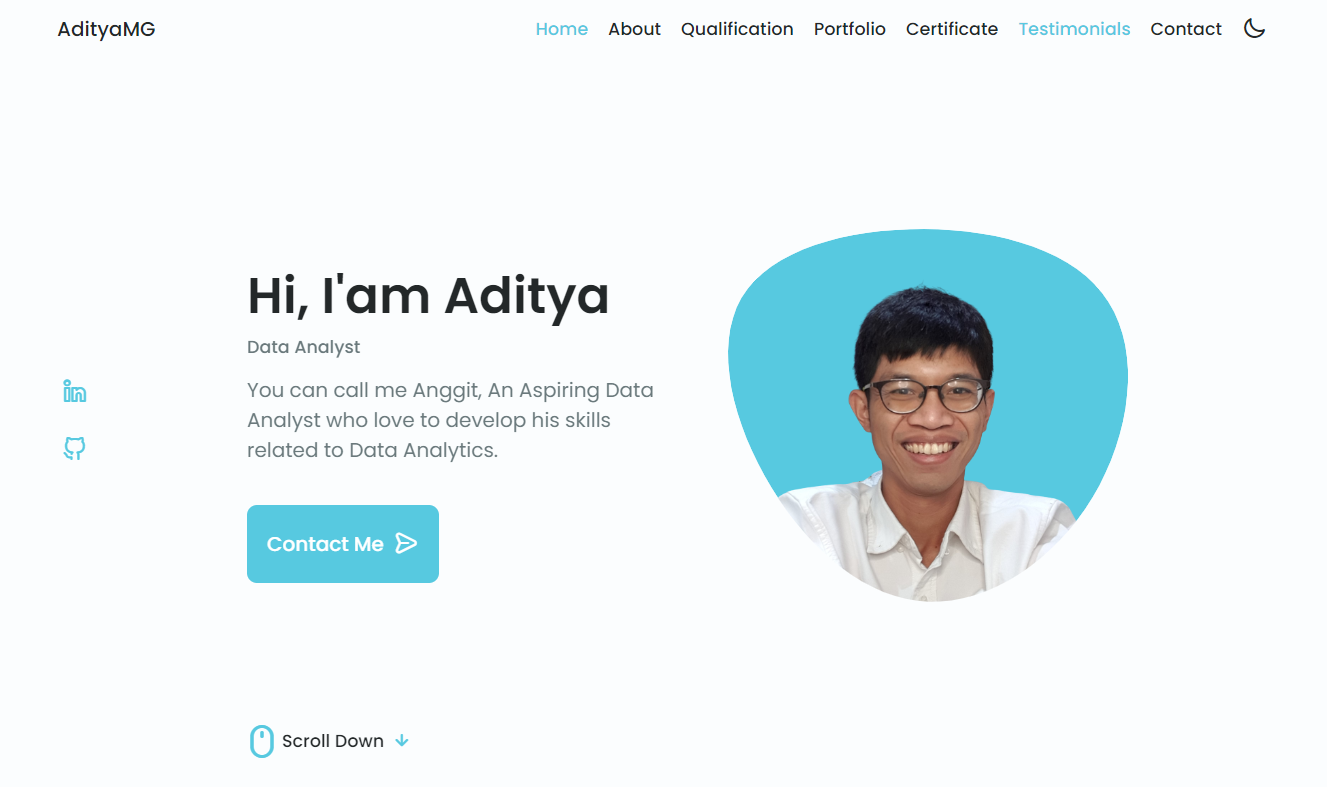 AdityaMG
Home About Qualification Portfolio Certificate Testimonials Contact
Hi, I'am Aditya
Data Analyst
You can call me Anggit, An Aspiring Data
Analyst who love to develop his skills
related to Data Analytics.
Contact Me
Scroll Down